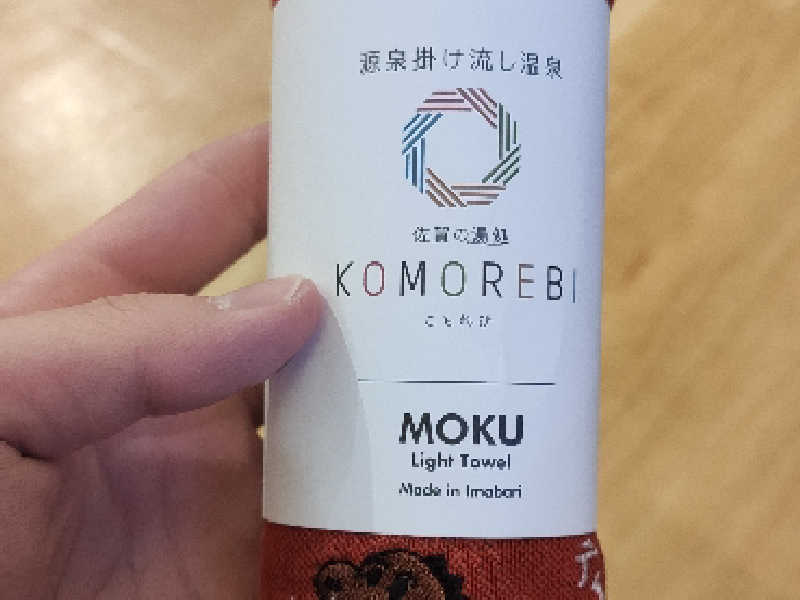 源泉掛け流し温泉
佐賀の湯処
KOMOREBI
こもれび
MOKU
Light Towel
Made in Imabari